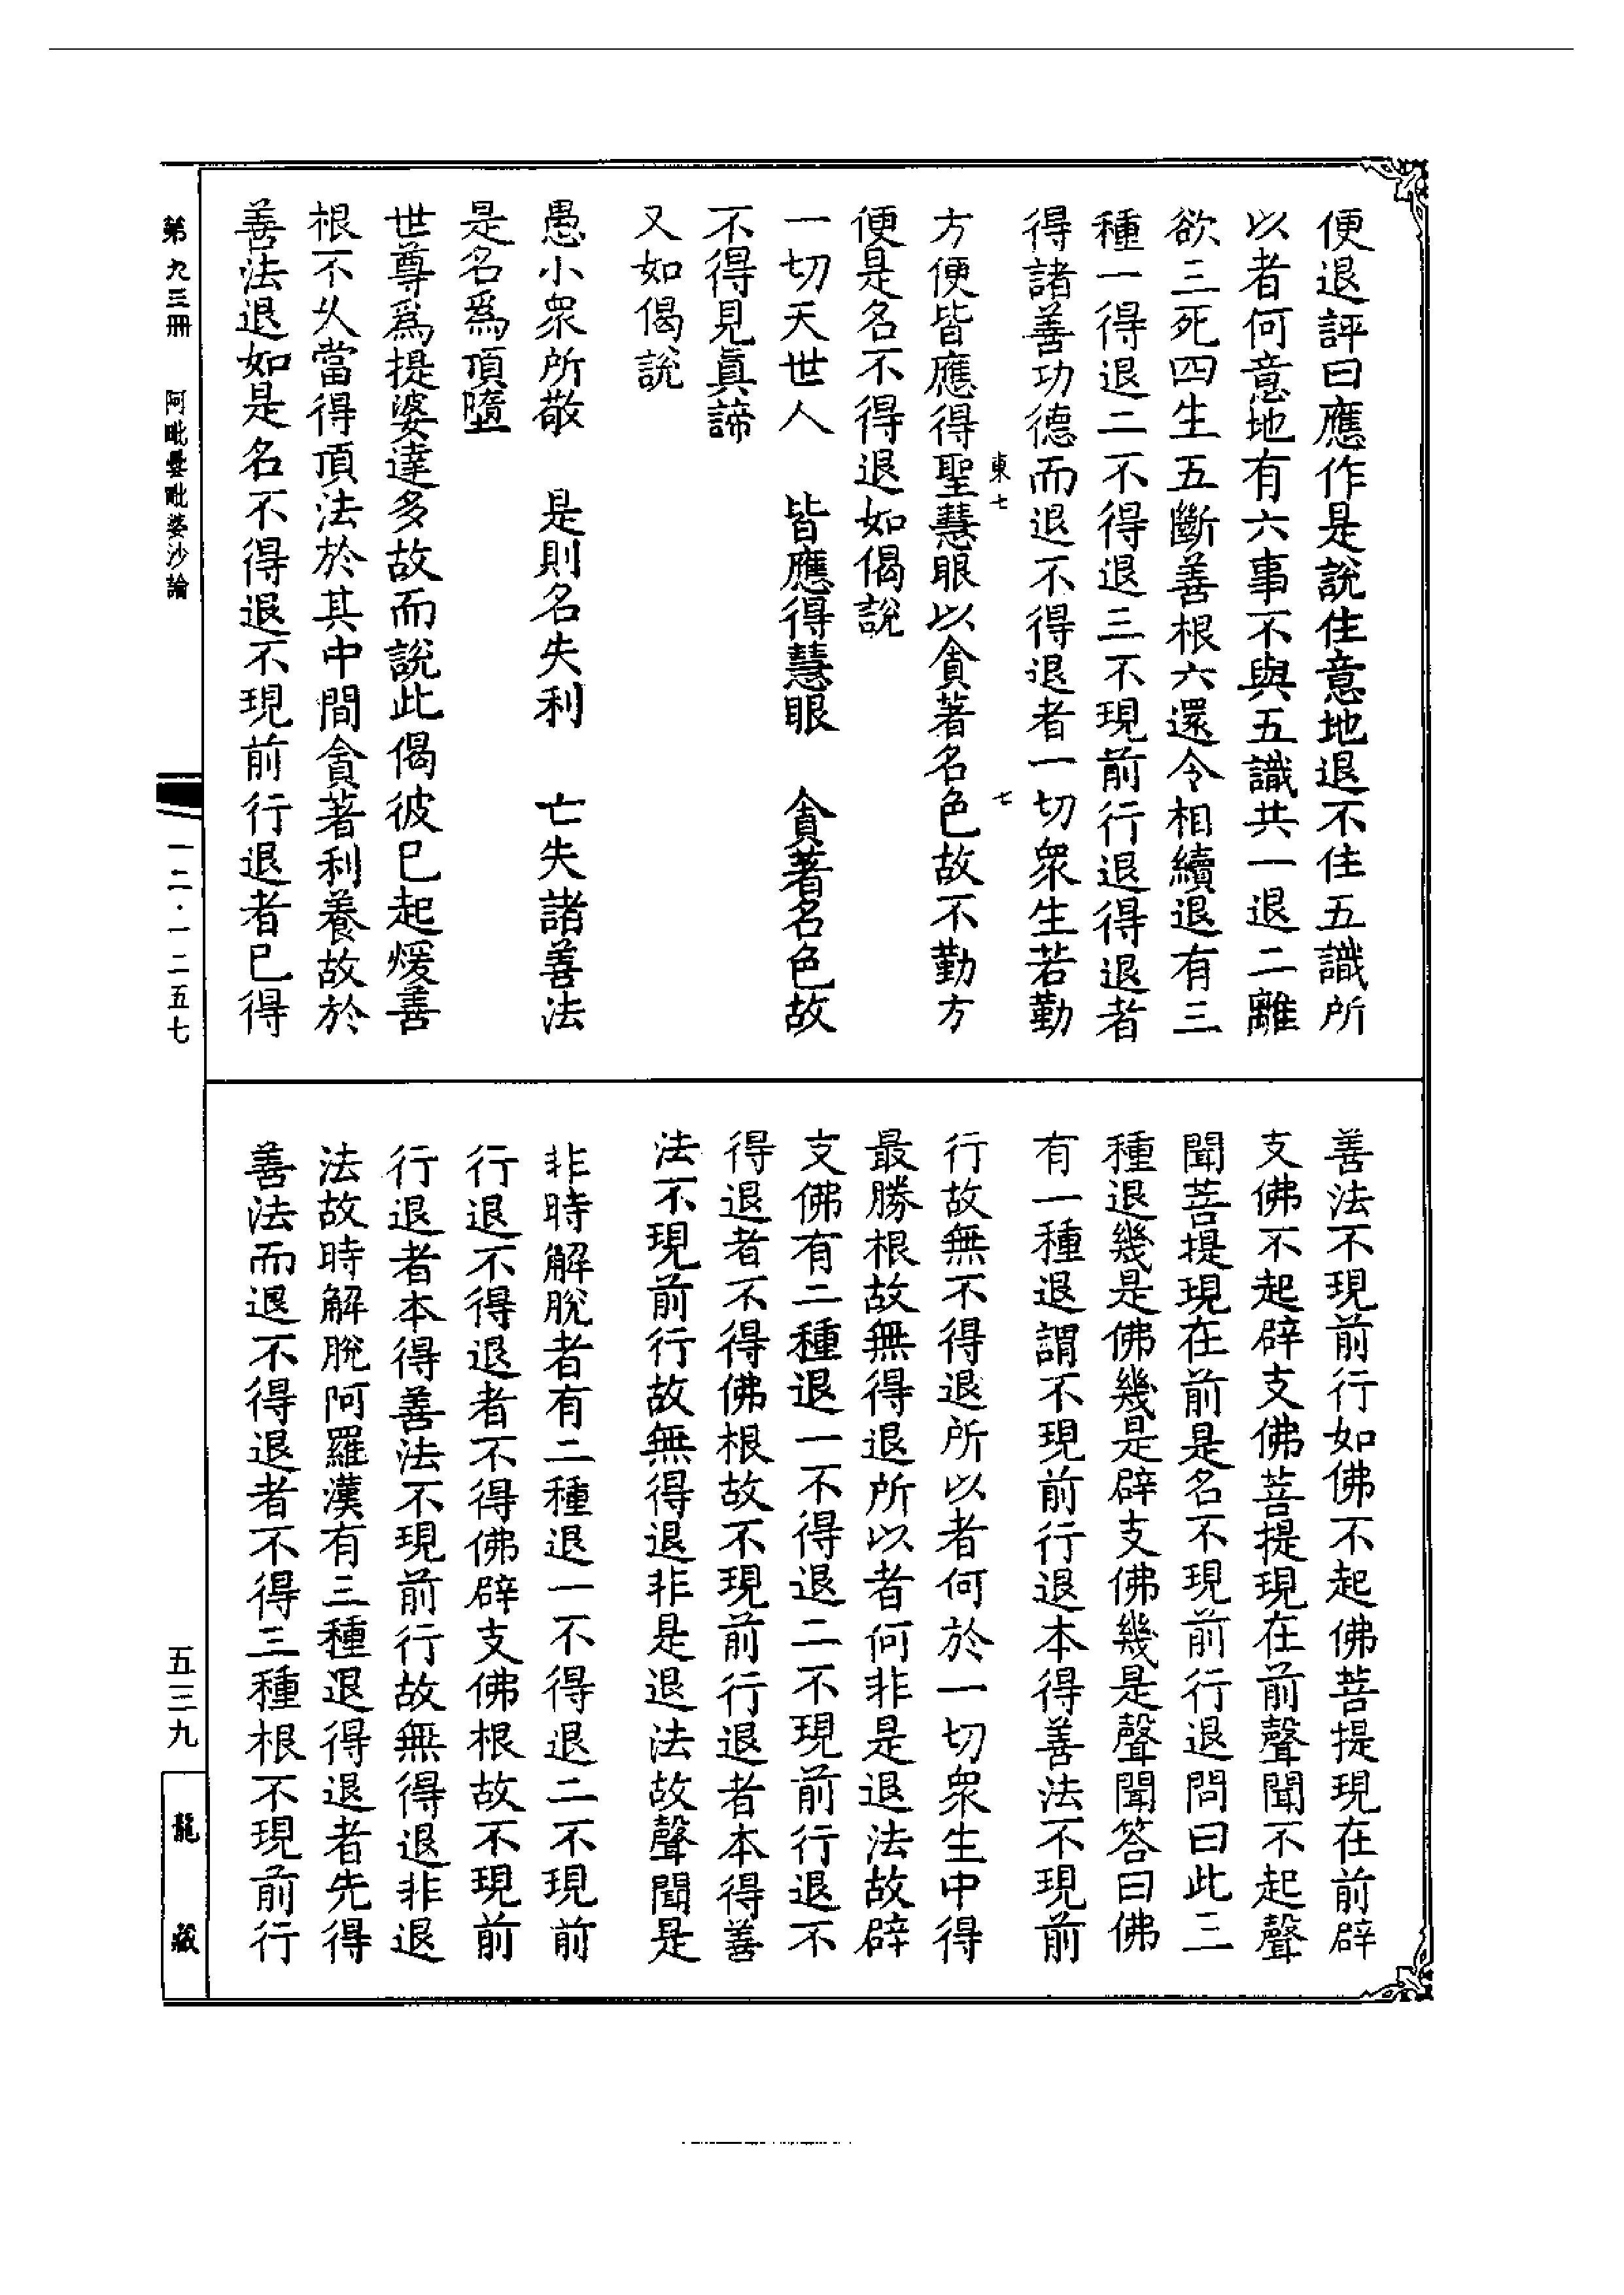 便退評曰應作是說住意地退不住五識所
以者何意地有六事不與五識共一退二離
欲三死四生五斷善根六還令相續退有三
種一得退二不得退三不現前行退得退者
得諸善功德而退不得退者一切衆生若勤
東七 七
方便皆應得聖慧眼以貪著名色故不勤方
便是名不得退如偈說
一切天世人 皆應得慧眼 貪著名色故
不得見眞諦
又如偈說
愚小衆所敬 是則名失利 亡失諸善法
是名爲頂墮
世尊爲提婆達多故而說此偈彼已起煖善
根不久當得頂法於其中間貪著利養故於
善法退如是名不得退不現前行退者已得
善法不現前行如佛不起佛菩提現在前辟
支佛不起辟支佛菩提現在前聲聞不起聲
聞菩提現在前是名不現前行退問曰此三
種退幾是佛幾是辟支佛幾是聲聞答曰佛
有一種退謂不現前行退本得善法不現前
行故無不得退所以者何於一切衆生中得
最勝根故無得退所以者何非是退法故辟
支佛有二種退一不得退二不現前行退不
得退者不得佛根故不現前行退者本得善
法不現前行故無得退非是退法故聲聞是
非時解脫者有二種退一不得退二不現前
行退不得退者不得佛辟支佛根故不現前
行退者本得善法不現前行故無得退非退
法故時解脫阿羅漢有三種退得退者先得
善法而退不得退者不得三種根不現前行
第九三冊 阿毗曇毗婆沙論 一二·一二五七 五三九 龍藏